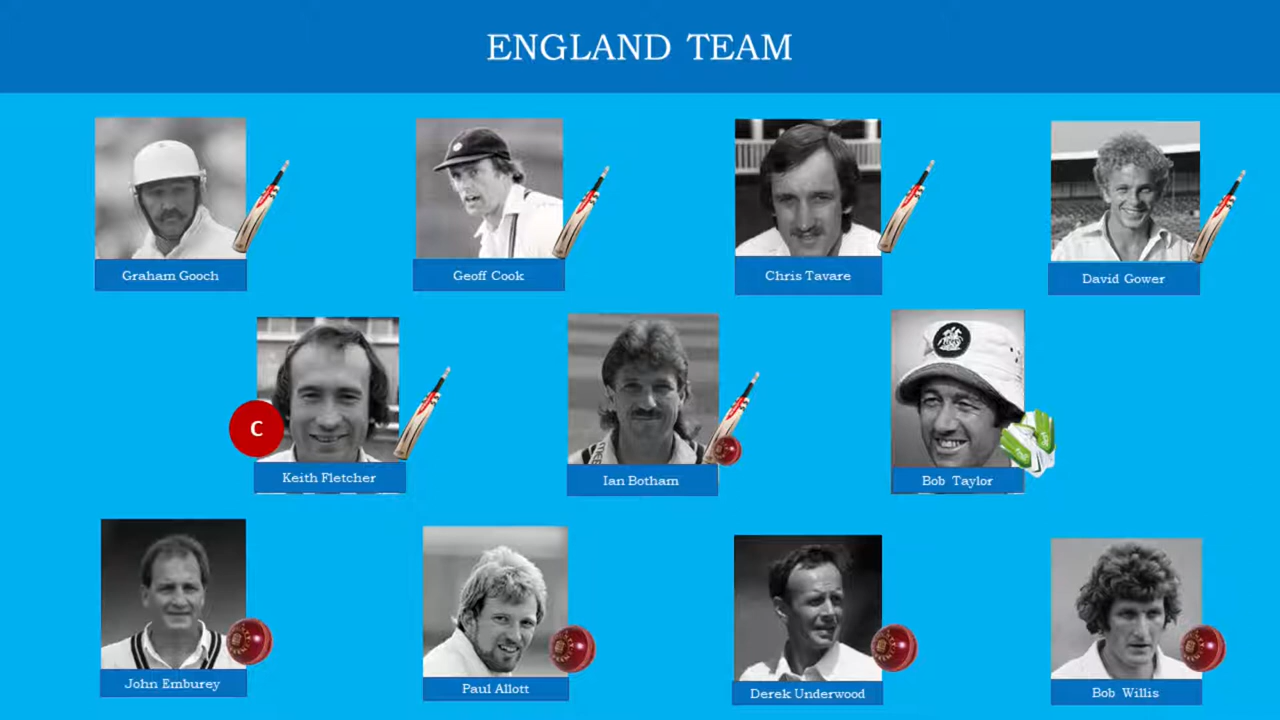 ENGLAND TEAM
Graham Gooch
Geoff Cook
Chris Tavare
David Gower
C
Keith Fletcher
Ian Botham
Bob Taylor
John Emburey
Paul Allott
Derek Underwood
Bob Willis